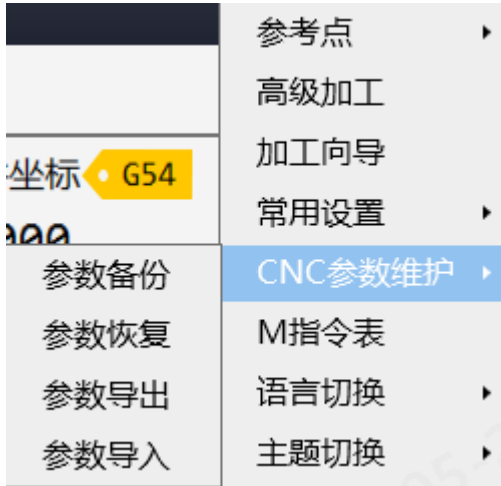 参考点
高级加工
加工向导
坐标 G54
常用设置
000
CNC参数维护
参数备份
参数恢复
参数导出
参数导入
M指令表
语言切换
主题切换